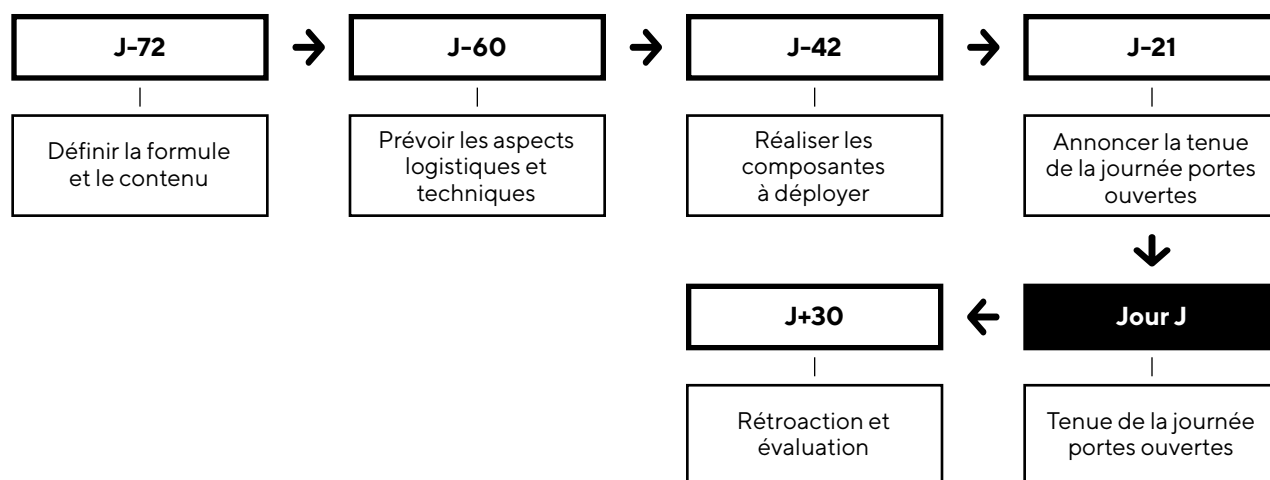 J-72
J-60
J-42
J-21
Définir la formule
et le contenu
Prévoir les aspects
logistiques et
techniques
Réaliser les
composantes
à déployer
Annoncer la tenue
de la journée portes
ouvertes
J+30
Jour J
Rétroaction et
évaluation
Tenue de la journée
portes ouvertes